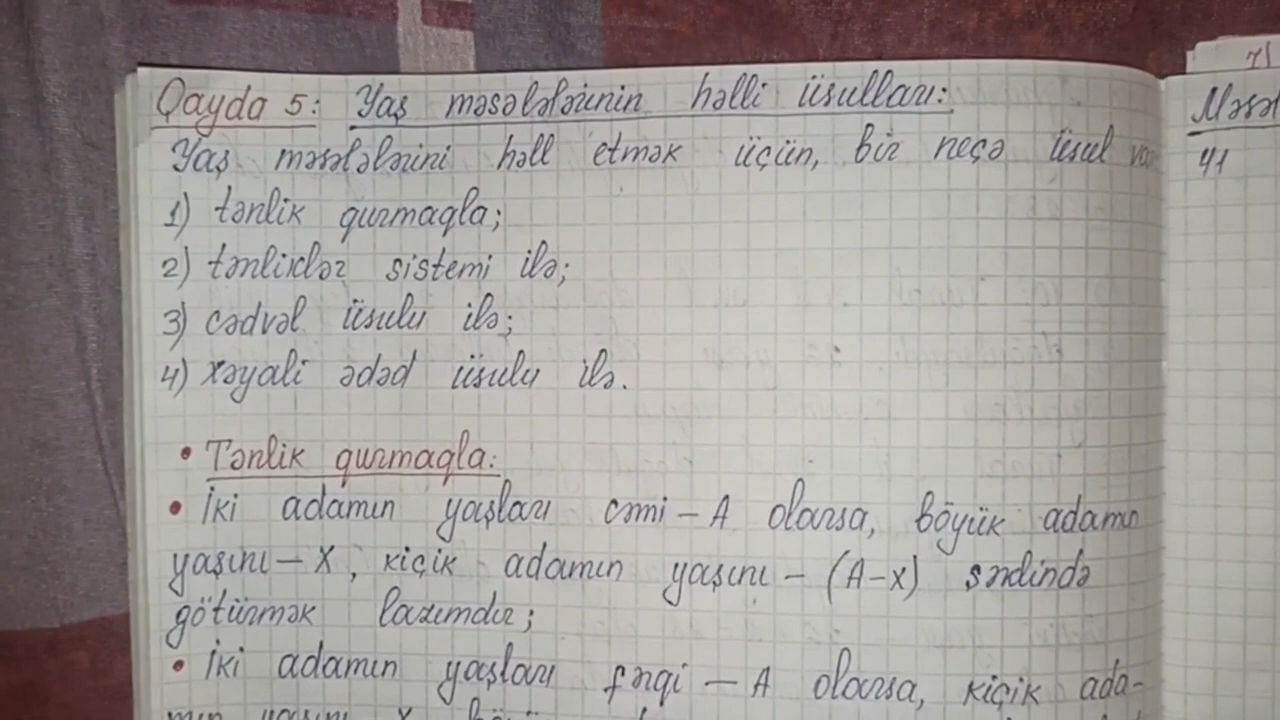 Qayda 5: Yaş məsələlərinin həlli üsulları:
Yaş məsələlərini həll etmək üçün, bir neçə üsul var
1) tənlik qurmaqla;
2) tənliklər sistemi ilə;
3) cədvəl üsulu ilə;
4) xəyali ədəd üsulu ilə.
• Tənlik qurmaqla:
• İki adamın yaşları cəmi – A olarsa, böyük adamın
yaşını – x, kiçik adamın yaşını – (A-x) şəklində
götürmək lazımdır;
• İki adamın yaşları fərqi – A olarsa, kiçik ada-
41